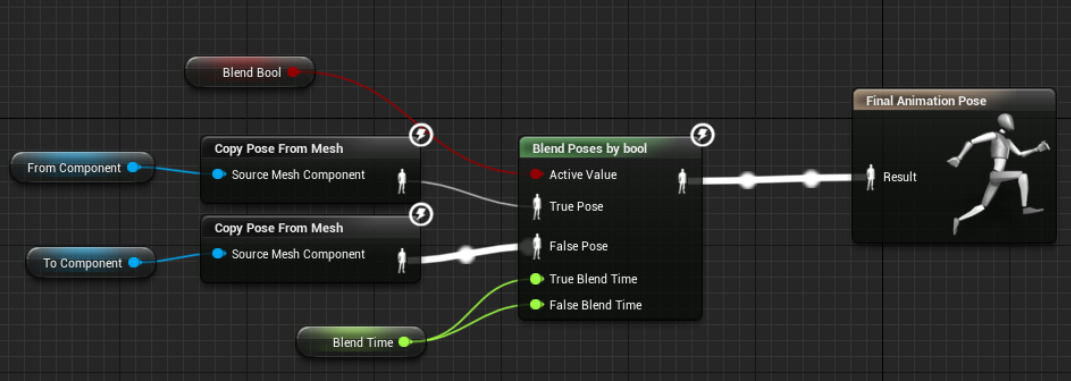 Blend Bool
Final Animation Pose
Copy Pose From Mesh
Blend Poses by bool
From Component
Source Mesh Component
Active Value
Result
True Pose
Copy Pose From Mesh
To Component
Source Mesh Component
False Pose
True Blend Time
False Blend Time
Blend Time